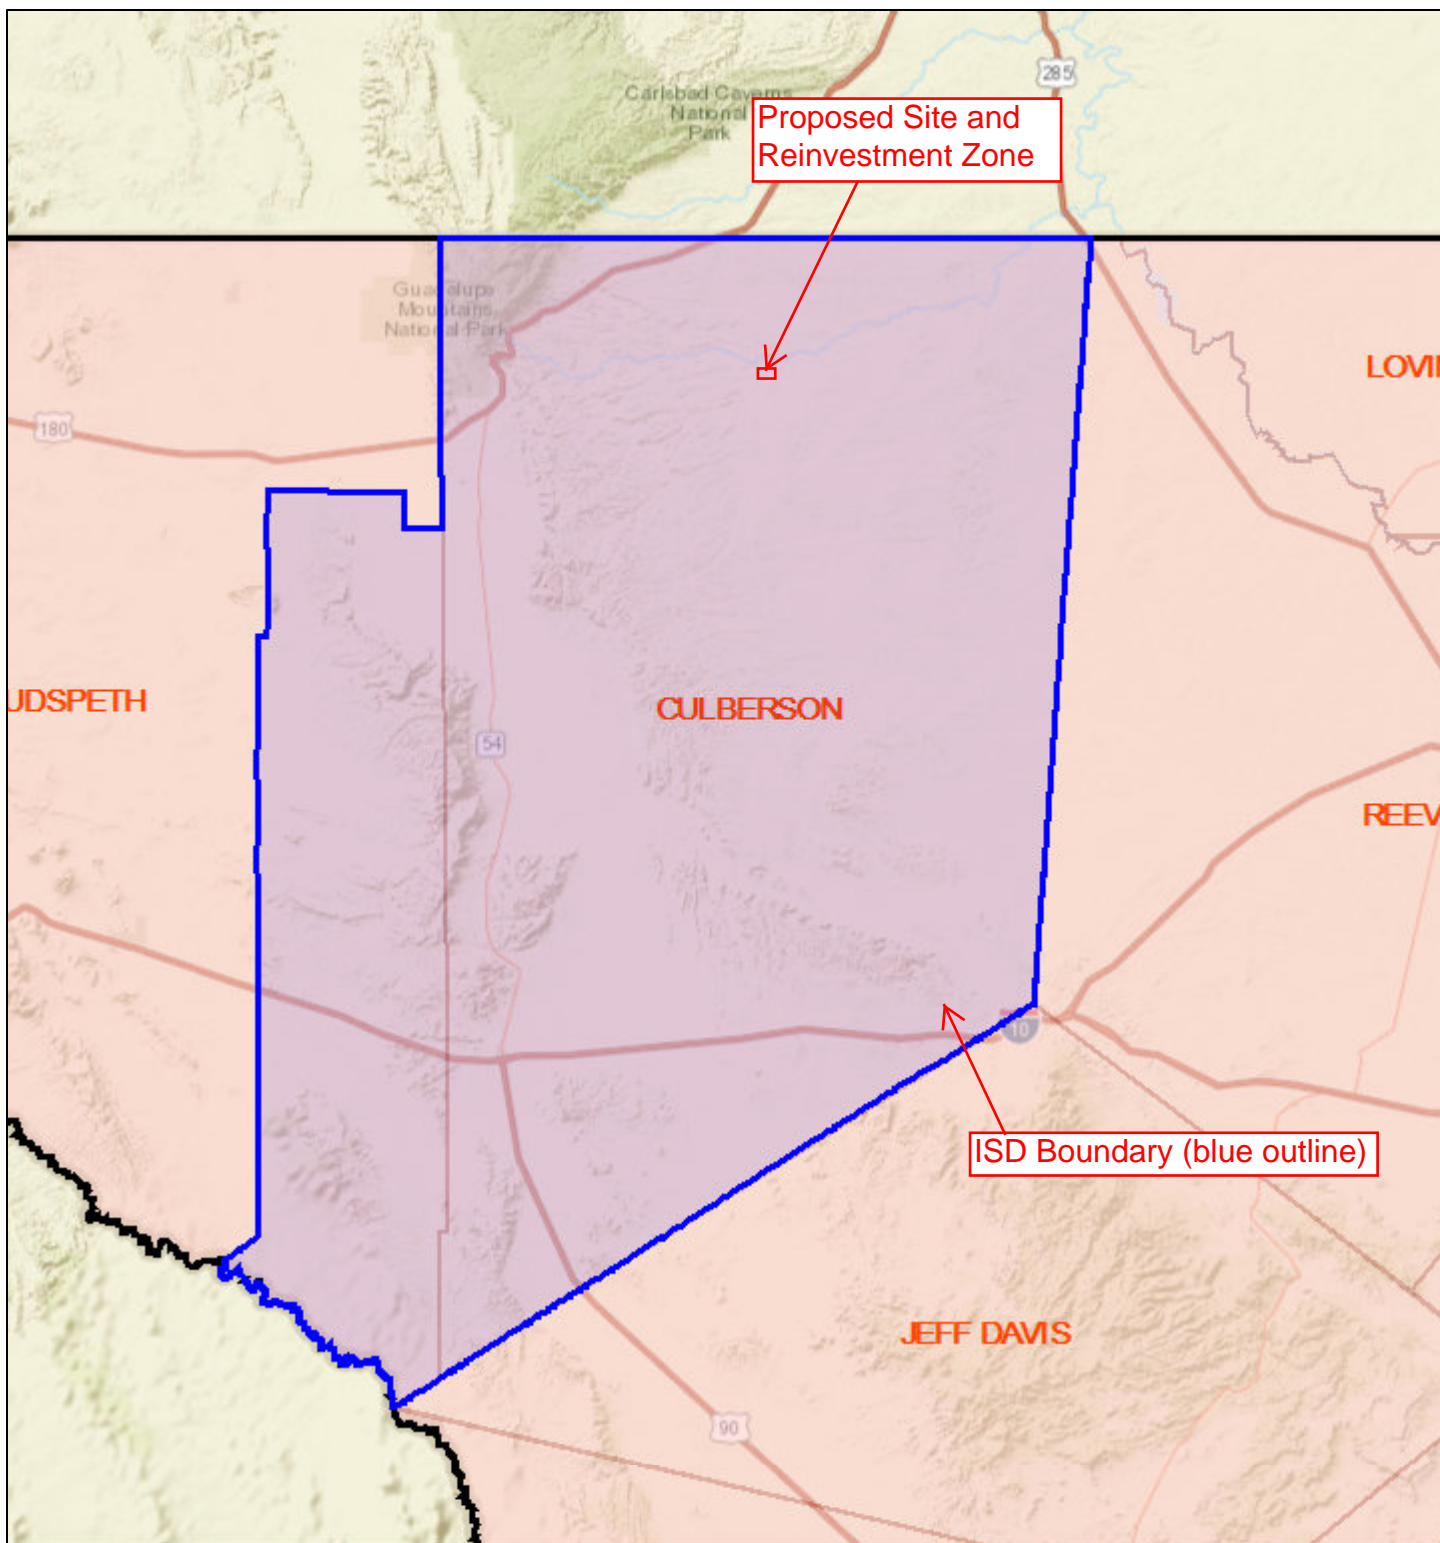 285
Carlsbad Caverns
National
Park
Proposed Site and
Reinvestment Zone
Guadalupe
Mountains
National Park
LOVI
180
UDSPETH
CULBERSON
54
REEV
10
ISD Boundary (blue outline)
JEFF DAVIS
90